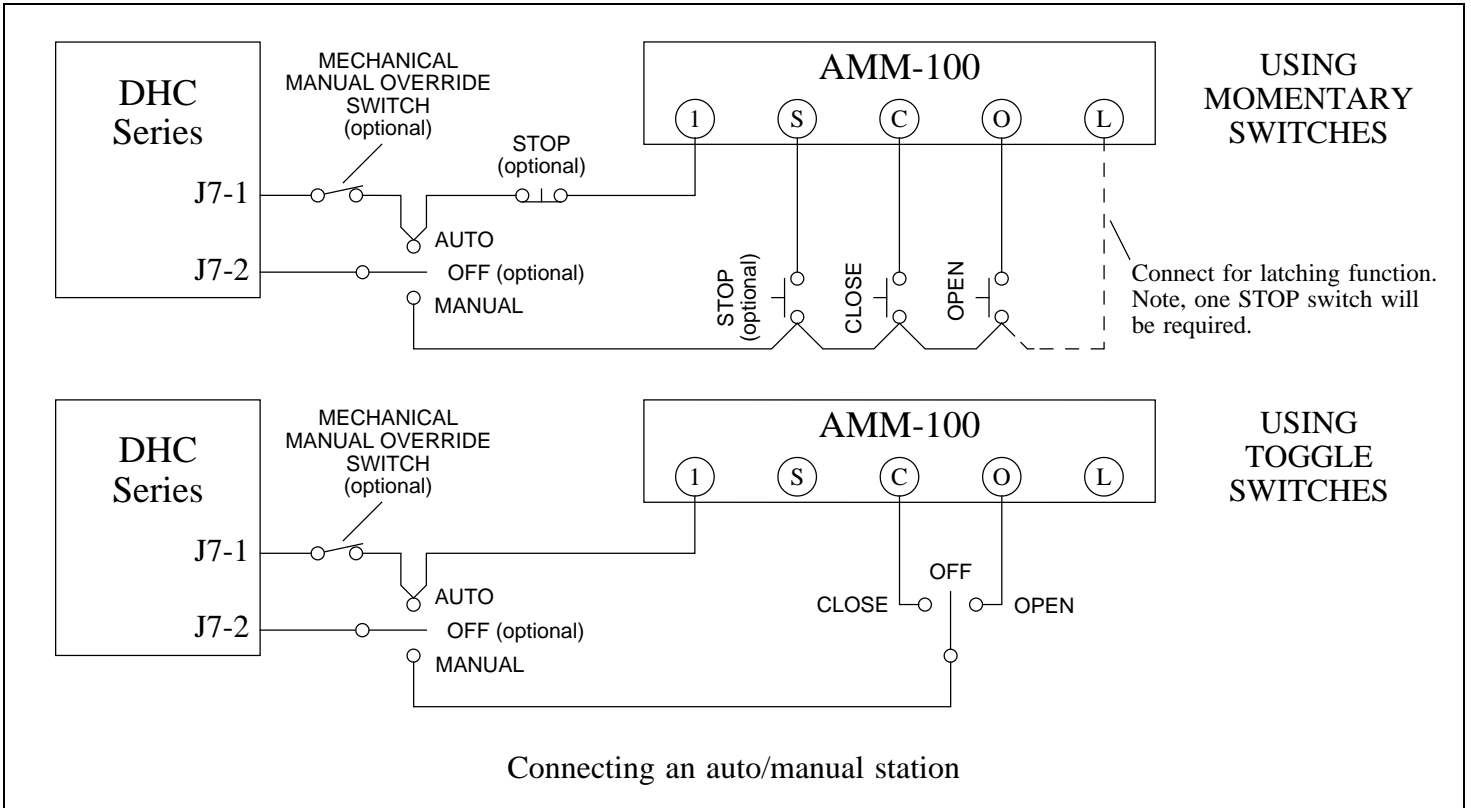 DHC
Series
J7-1
J7-2
MECHANICAL
MANUAL OVERRIDE
SWITCH
(optional)
STOP
(optional)
AUTO
OFF (optional)
MANUAL
AMM-100
1 S C O L
STOP
(optional)
CLOSE
OPEN
USING
MOMENTARY
SWITCHES
Connect for latching function.
Note, one STOP switch will
be required.
DHC
Series
J7-1
J7-2
MECHANICAL
MANUAL OVERRIDE
SWITCH
(optional)
AUTO
OFF (optional)
MANUAL
AMM-100
1 S C O L
OFF
CLOSE
OPEN
USING
TOGGLE
SWITCHES
Connecting an auto/manual station